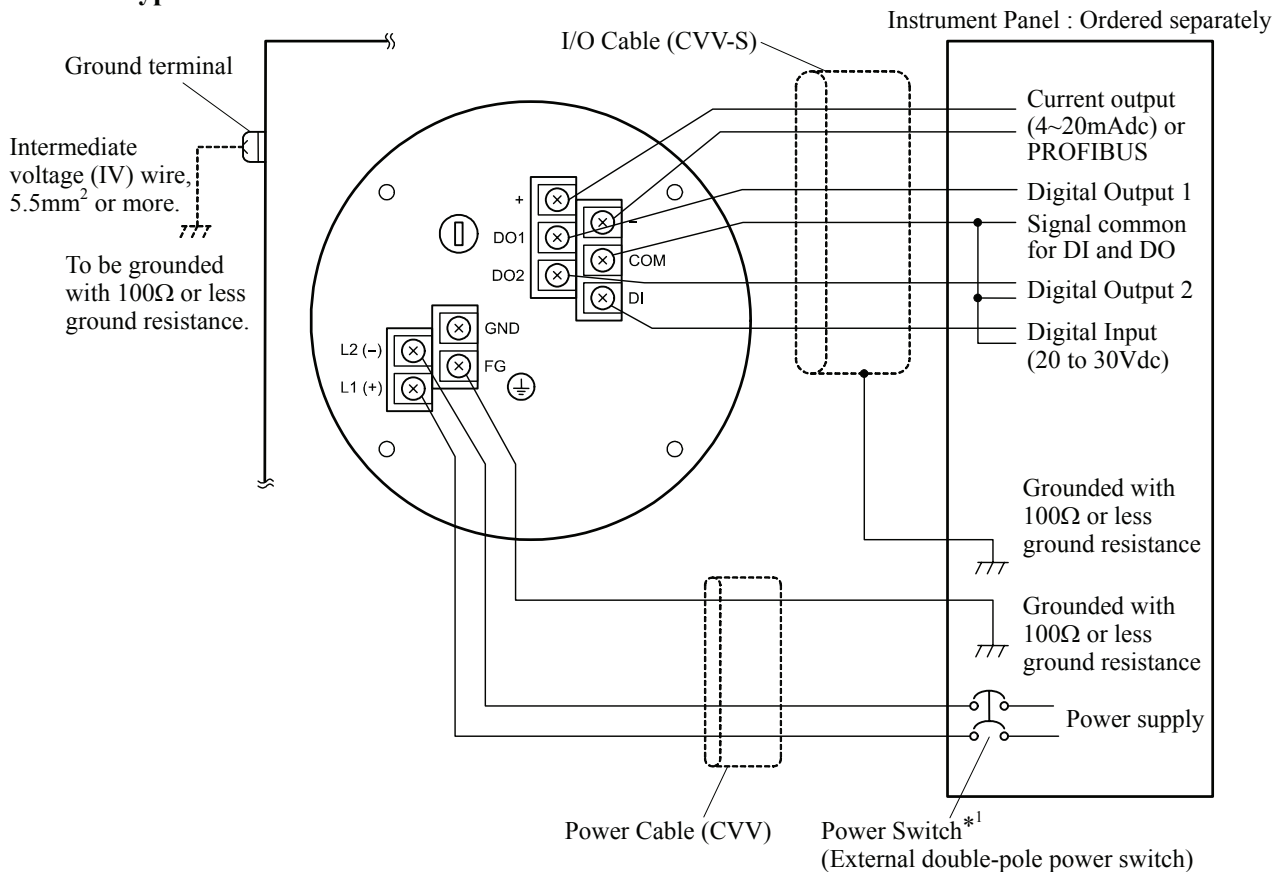 Instrument Panel : Ordered separately
I/O Cable (CVV-S)
Ground terminal
Intermediate
voltage (IV) wire,
5.5mm² or more.
To be grounded
with 100Ω or less
ground resistance.
Current output
(4~20mAdc) or
PROFIBUS
Digital Output 1
Signal common
for DI and DO
Digital Output 2
Digital Input
(20 to 30Vdc)
+
DO1
DO2
−
COM
DI
GND
FG
L2 (−)
L1 (+)
Grounded with
100Ω or less
ground resistance
Grounded with
100Ω or less
ground resistance
Power supply
Power Cable (CVV)
Power Switch*¹
(External double-pole power switch)